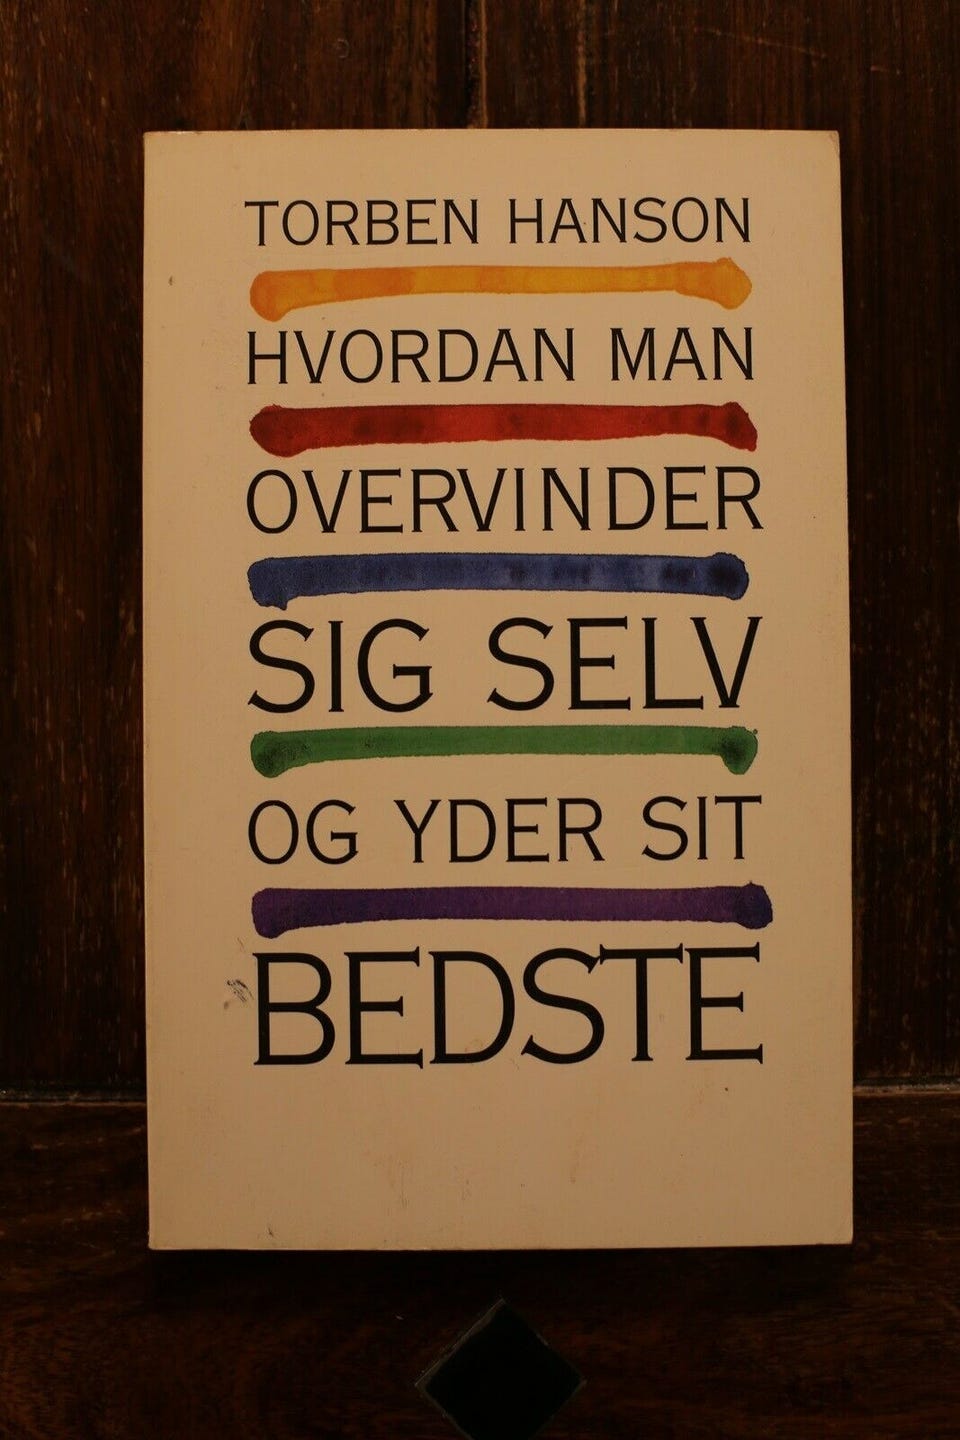 TORBEN HANSON
HVORDAN MAN
OVERVINDER
SIG SELV
OG YDER SIT
BEDSTE